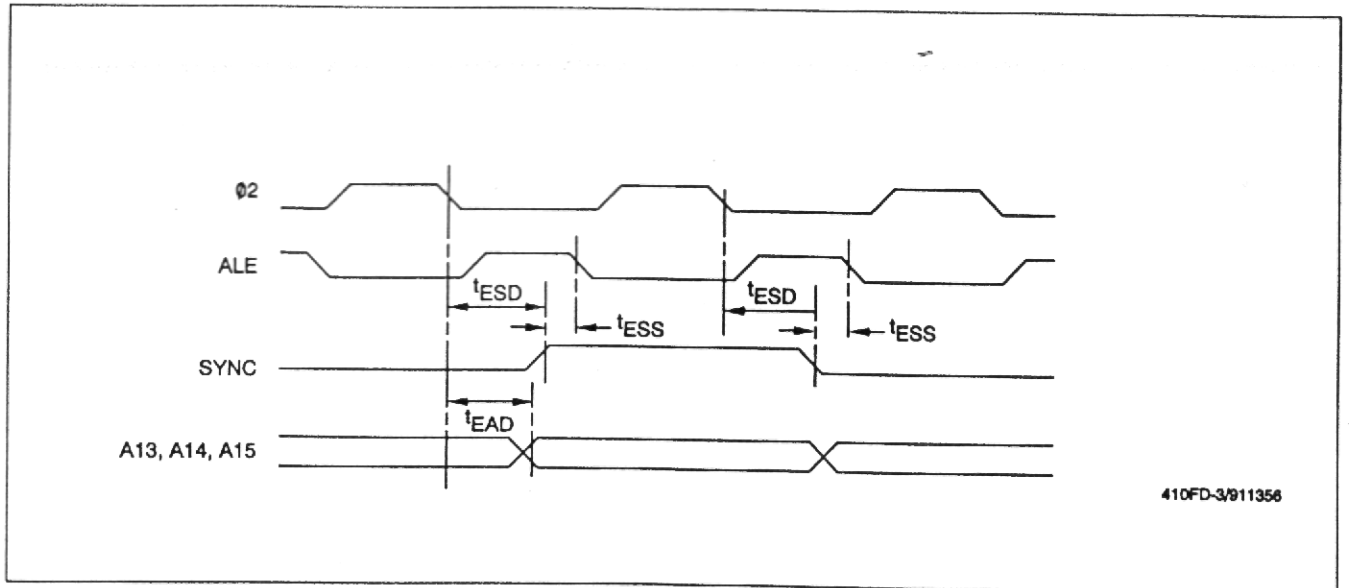 Ø2
ALE
tESD
tESD
tESS
tESS
SYNC
tEAD
A13, A14, A15
410FD-3/911356